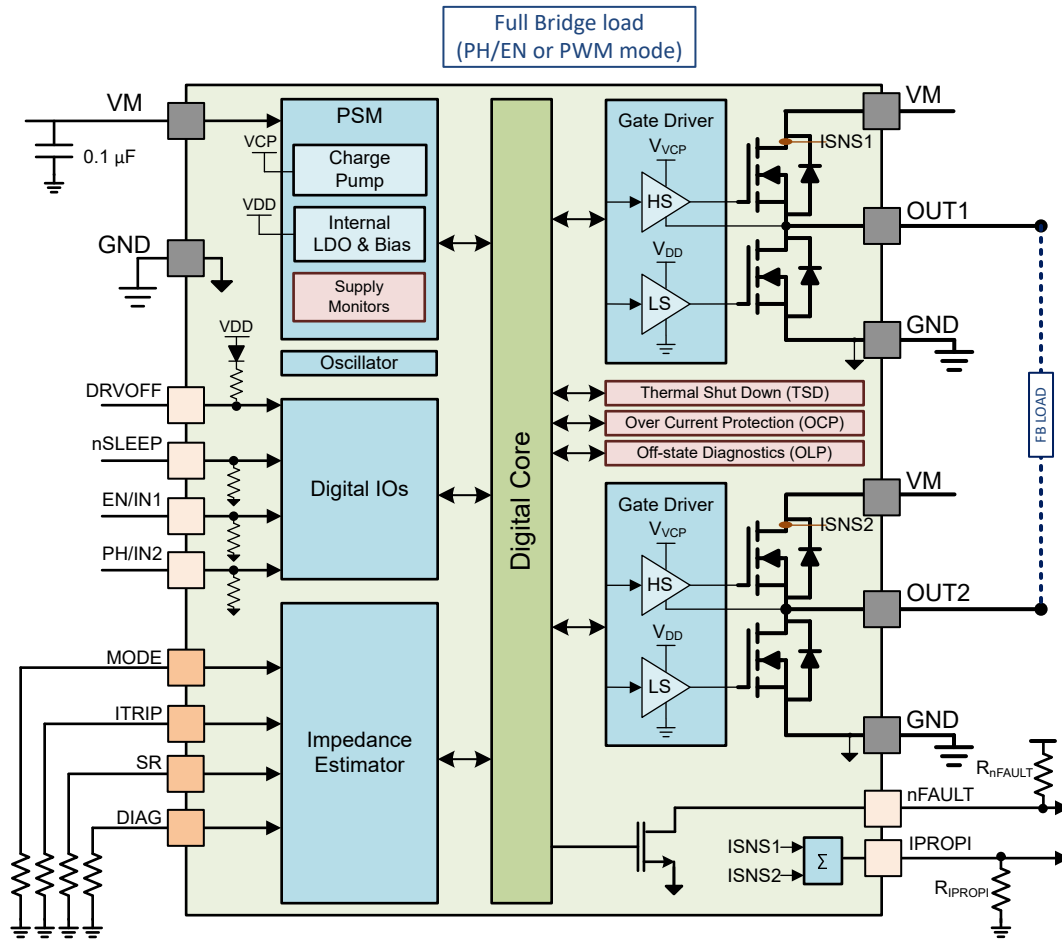 Full Bridge load
(PH/EN or PWM mode)
VM
0.1 µF
GND
PSM
VCP
Charge
Pump
VDD
Internal
LDO & Bias
Supply
Monitors
Oscillator
VDD
DRVOFF
nSLEEP
EN/IN1
PH/IN2
Digital IOs
MODE
ITRIP
SR
DIAG
Impedance
Estimator
Digital Core
Gate Driver
VVCP
HS
VDD
LS
ISNS1
VM
OUT1
GND
Thermal Shut Down (TSD)
Over Current Protection (OCP)
Off-state Diagnostics (OLP)
FB LOAD
Gate Driver
VVCP
HS
VDD
LS
ISNS2
VM
OUT2
GND
RnFAULT
nFAULT
ISNS1
ISNS2
Σ
IPROPI
RIPROPI